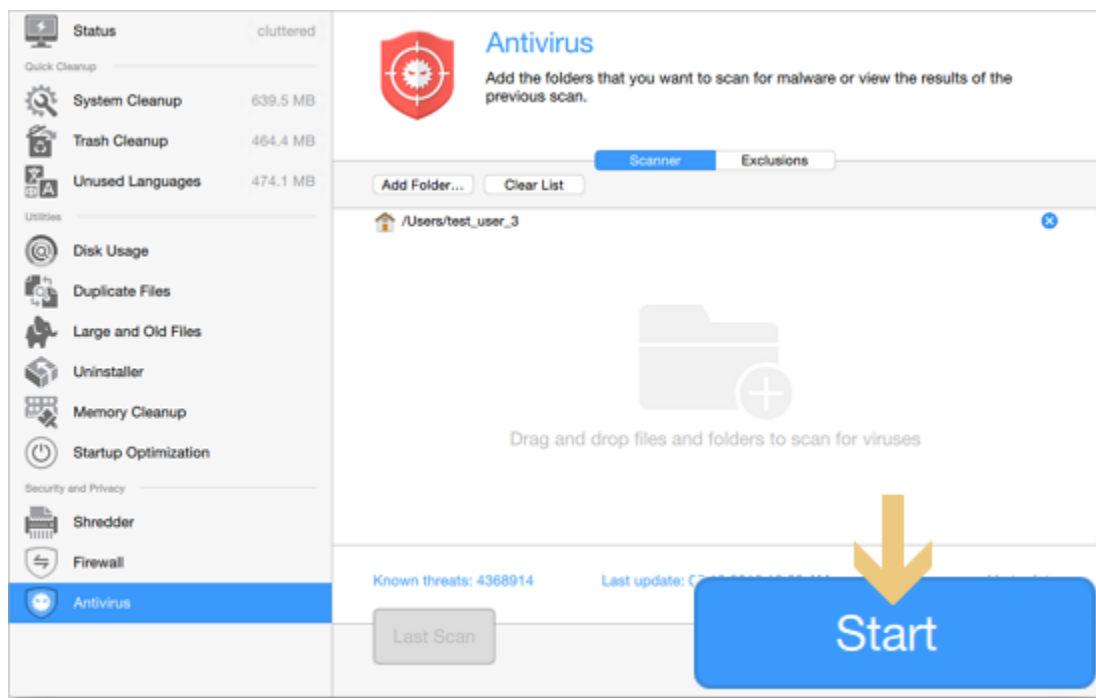 Status cluttered
Quick Cleanup
System Cleanup 639.5 MB
Trash Cleanup 464.4 MB
Unused Languages 474.1 MB
Utilities
Disk Usage
Duplicate Files
Large and Old Files
Uninstaller
Memory Cleanup
Startup Optimization
Security and Privacy
Shredder
Firewall
Antivirus
Antivirus
Add the folders that you want to scan for malware or view the results of the
previous scan.
Scanner Exclusions
Add Folder... Clear List
/Users/test_user_3
Drag and drop files and folders to scan for viruses
Known threats: 4368914 Last update:
Last Scan
Start